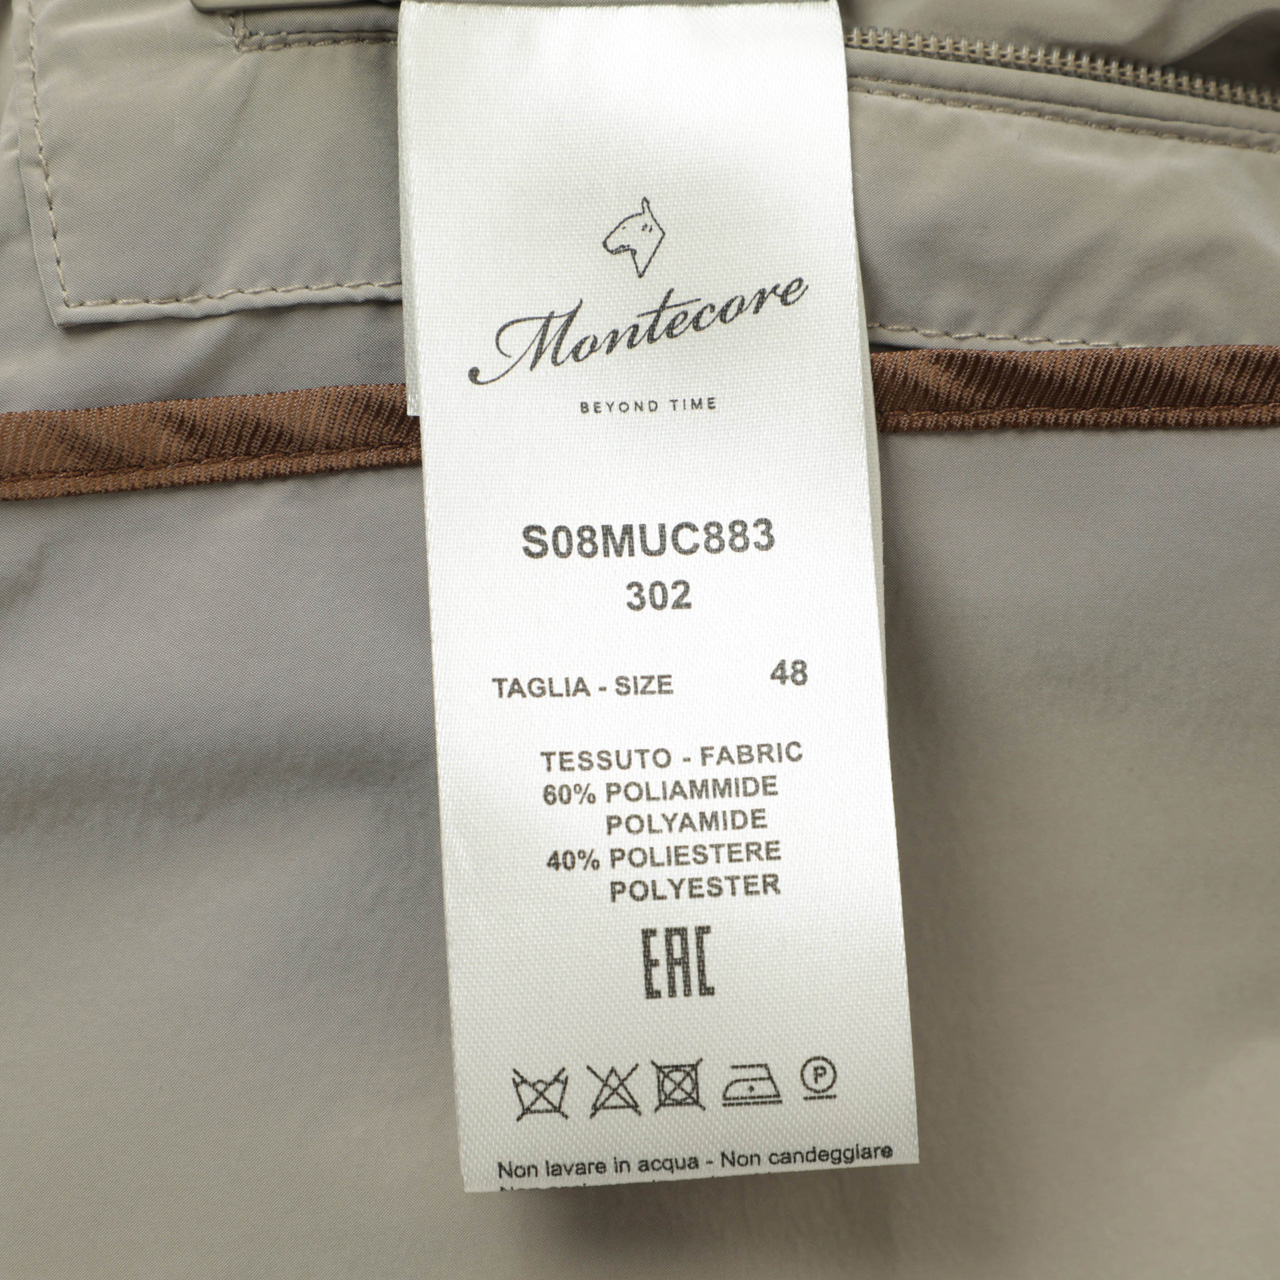 Montecore
BEYOND TIME
S08MUC883
302
TAGLIA - SIZE 48
TESSUTO - FABRIC
60% POLIAMMIDE
POLYAMIDE
40% POLIESTERE
POLYESTER
EAC
P
Non lavare in acqua - Non candeggiare